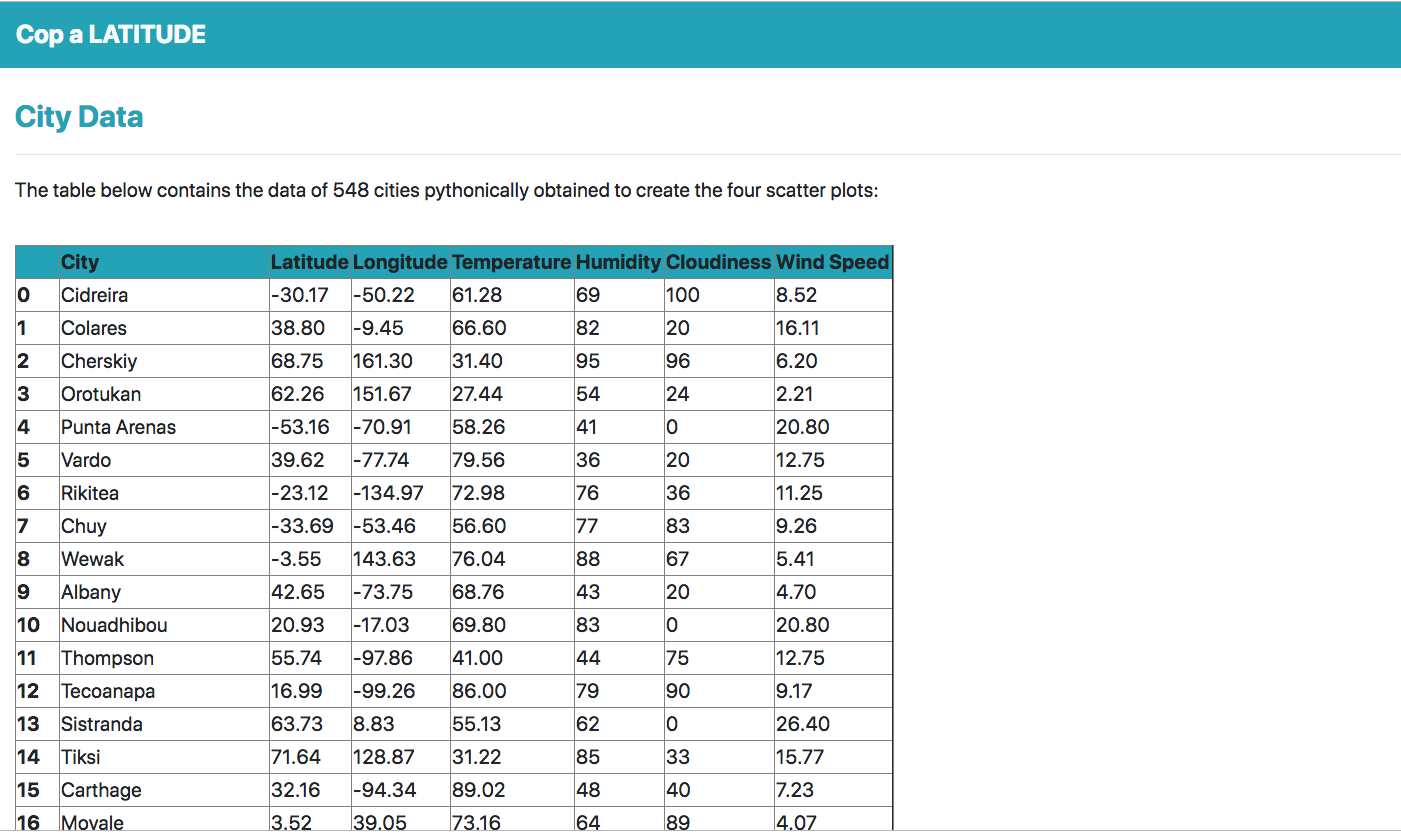 Cop a LATITUDE
City Data
The table below contains the data of 548 cities pythonically obtained to create the four scatter plots:
City Latitude Longitude Temperature Humidity Cloudiness Wind Speed
0 Cidreira -30.17 -50.22 61.28 69 100 8.52
1 Colares 38.80 -9.45 66.60 82 20 16.11
2 Cherskiy 68.75 161.30 31.40 95 96 6.20
3 Orotukan 62.26 151.67 27.44 54 24 2.21
4 Punta Arenas -53.16 -70.91 58.26 41 0 20.80
5 Vardo 39.62 -77.74 79.56 36 20 12.75
6 Rikitea -23.12 -134.97 72.98 76 36 11.25
7 Chuy -33.69 -53.46 56.60 77 83 9.26
8 Wewak -3.55 143.63 76.04 88 67 5.41
9 Albany 42.65 -73.75 68.76 43 20 4.70
10 Nouadhibou 20.93 -17.03 69.80 83 0 20.80
11 Thompson 55.74 -97.86 41.00 44 75 12.75
12 Tecoanapa 16.99 -99.26 86.00 79 90 9.17
13 Sistranda 63.73 8.83 55.13 62 0 26.40
14 Tiksi 71.64 128.87 31.22 85 33 15.77
15 Carthage 32.16 -94.34 89.02 48 40 7.23
16 Moyale 3.52 39.05 73.16 64 89 4.07